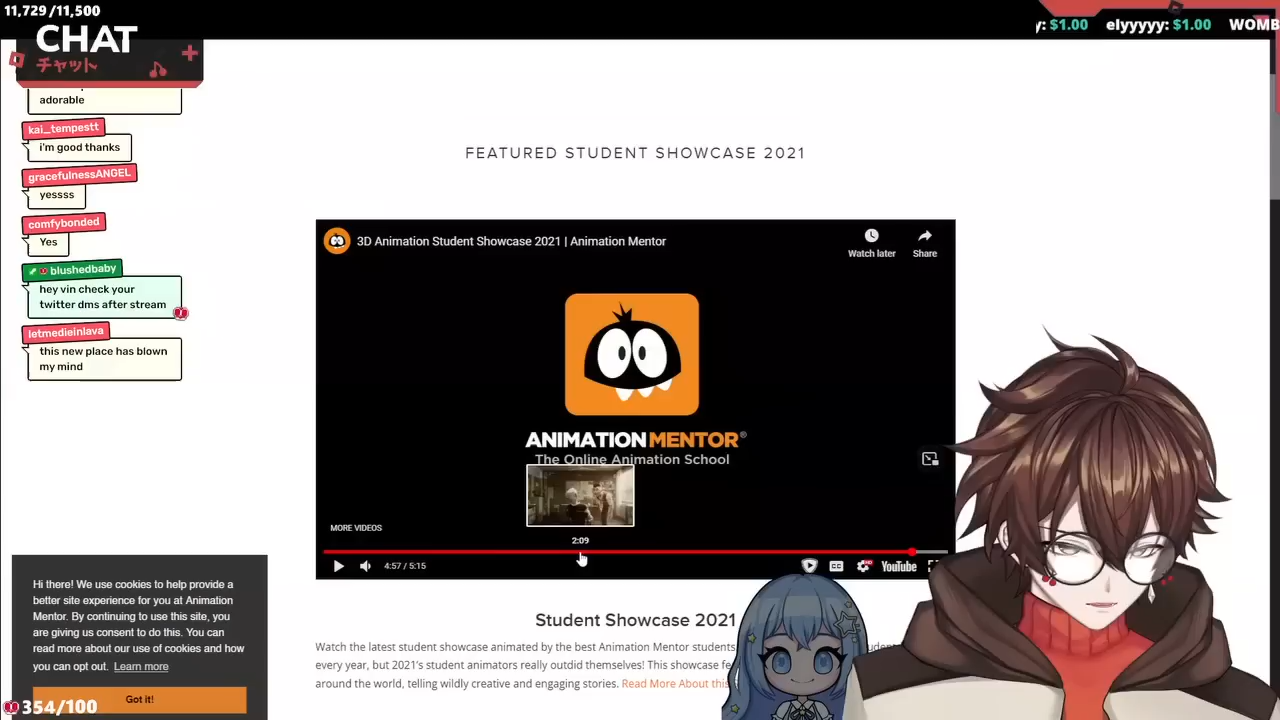 11,729/11,500
$1.00
elyyyyy: $1.00
WOMB
CHAT
チャット
adorable
kai_tempestt
i'm good thanks
gracefulnessANGEL
yessss
comfybonded
Yes
blushedbaby
hey vin check your
twitter dms after stream
letmedieinlava
this new place has blown
my mind
FEATURED STUDENT SHOWCASE 2021
3D Animation Student Showcase 2021 | Animation Mentor
Watch later
Share
ANIMATION MENTOR®
The Online Animation School
MORE VIDEOS
2:09
4:57 / 5:15
CC
YouTube
Student Showcase 2021
Watch the latest student showcase animated by the best Animation Mentor students
every year, but 2021's student animators really outdid themselves! This showcase
around the world, telling wildly creative and engaging stories. Read More About this
Hi there! We use cookies to help provide a
better site experience for you at Animation
Mentor. By continuing to use this site, you
are giving us consent to do this. You can
read more about our use of cookies and how
you can opt out. Learn more
Got it!
354/100